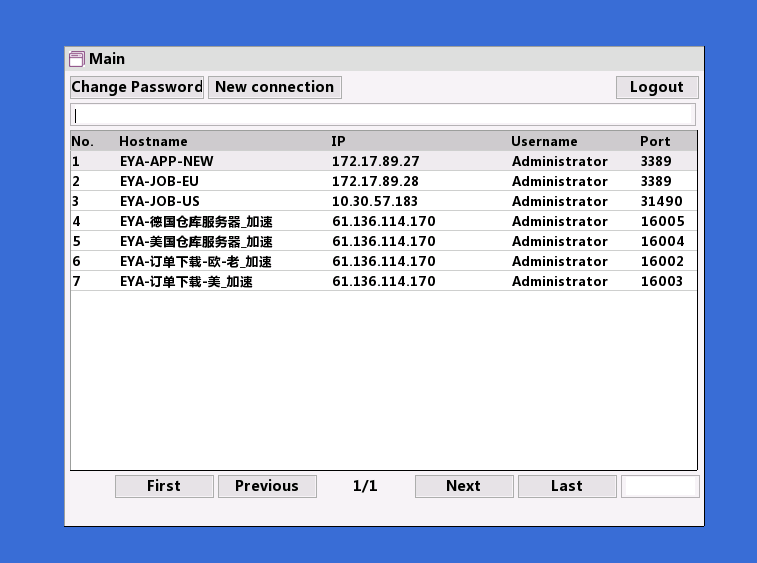 Main
Change Password New connection Logout
No. Hostname IP Username Port
1 EYA-APP-NEW 172.17.89.27 Administrator 3389
2 EYA-JOB-EU 172.17.89.28 Administrator 3389
3 EYA-JOB-US 10.30.57.183 Administrator 31490
4 EYA-德国仓库服务器_加速 61.136.114.170 Administrator 16005
5 EYA-美国仓库服务器_加速 61.136.114.170 Administrator 16004
6 EYA-订单下载-欧-老_加速 61.136.114.170 Administrator 16002
7 EYA-订单下载-美_加速 61.136.114.170 Administrator 16003
First Previous 1/1 Next Last